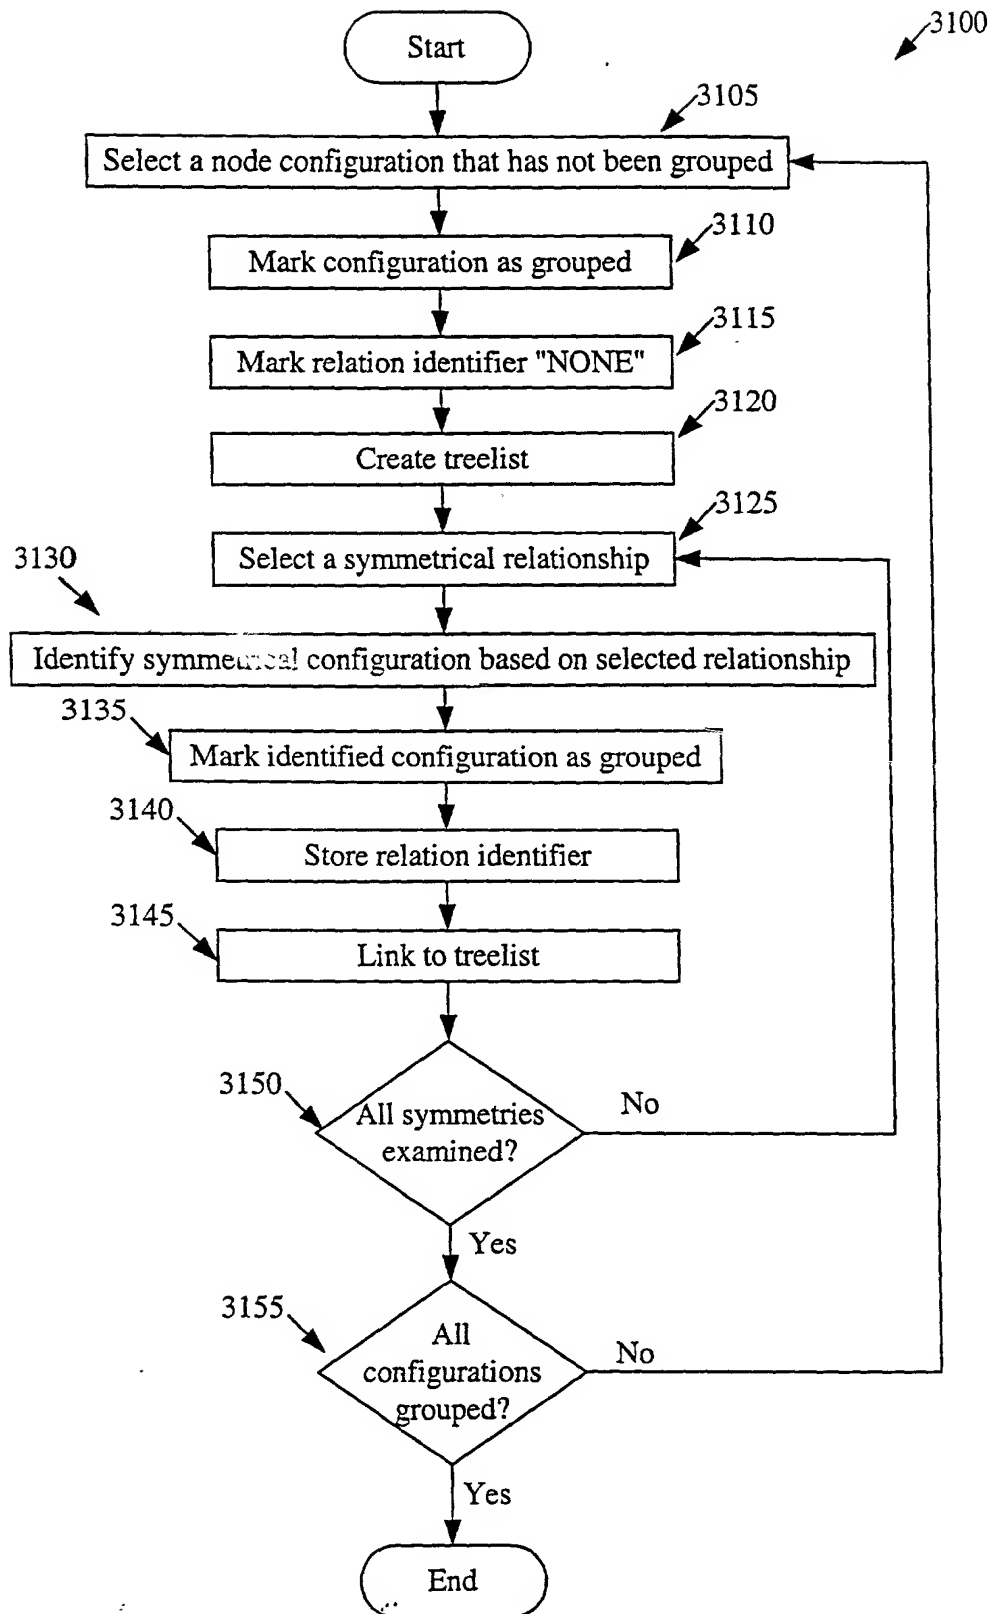 3100
Start
3105
Select a node configuration that has not been grouped
3110
Mark configuration as grouped
3115
Mark relation identifier "NONE"
3120
Create treelist
3125
Select a symmetrical relationship
3130
Identify symmetrical configuration based on selected relationship
3135
Mark identified configuration as grouped
3140
Store relation identifier
3145
Link to treelist
3150
All symmetries
examined?
No
Yes
3155
All
configurations
grouped?
No
Yes
End